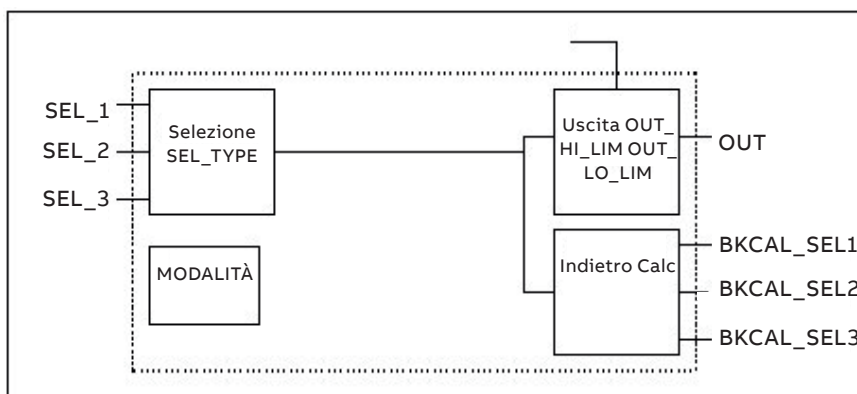 SEL_1
SEL_2
SEL_3
Selezione
SEL_TYPE
MODALITÀ
Uscita OUT_
HI_LIM OUT_
LO_LIM
OUT
Indietro Calc
BKCAL_SEL1
BKCAL_SEL2
BKCAL_SEL3